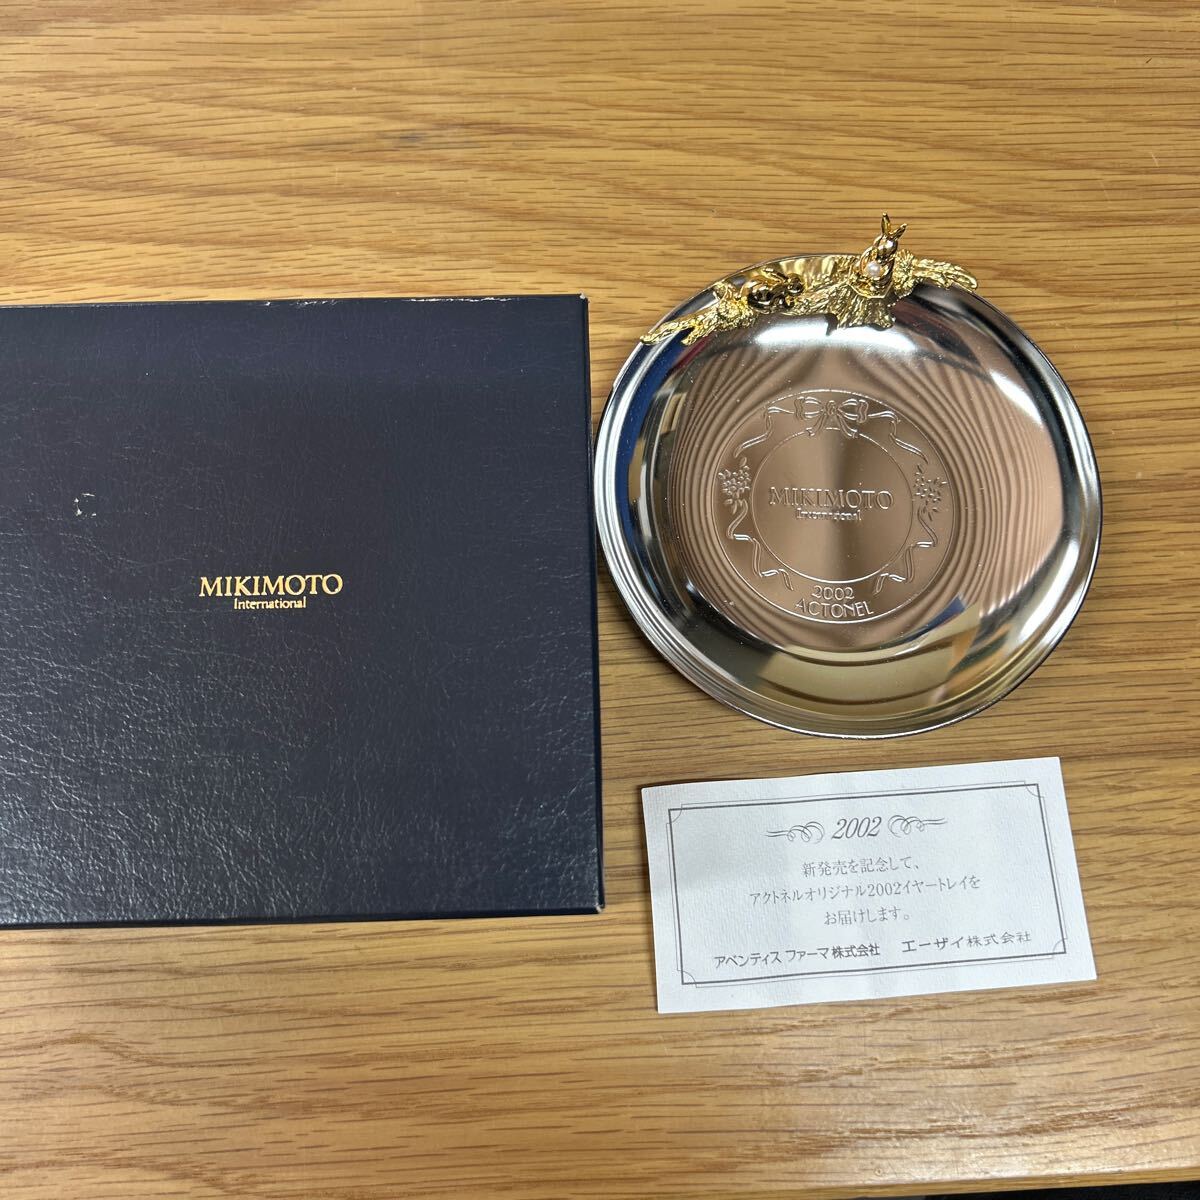 MIKIMOTO
International
MIKIMOTO
International
2002
ACTONEL
2002
新発売を記念して、
アクトネルオリジナル2002イヤートレイを
お届けします。
アベンティス ファーマ株式会社 エーザイ株式会社